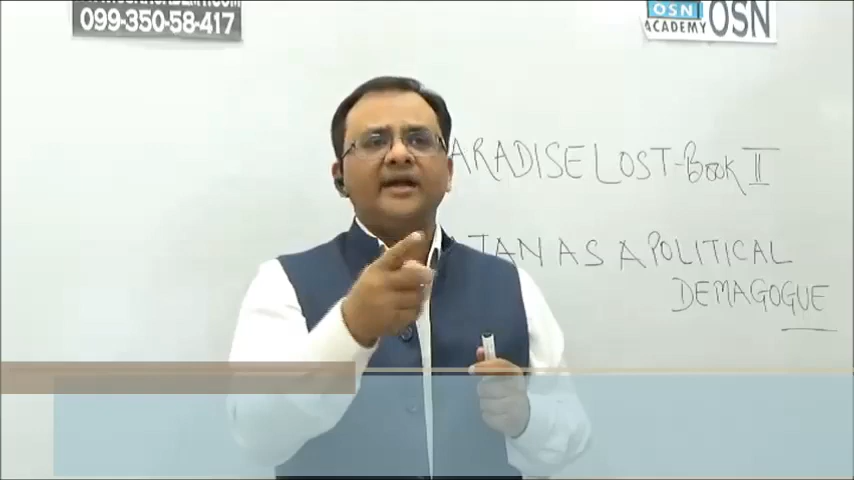 099-350-58-417
OSN
ACADEMY OSN
ARADISE LOST-BOOK II
TAN AS A POLITICAL
DEMAGOGUE